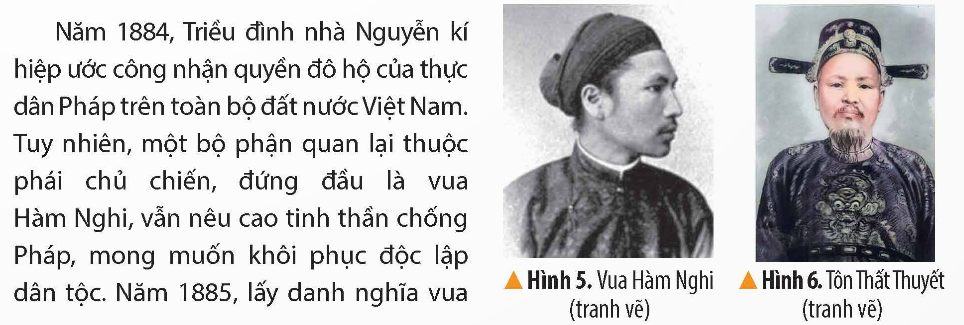 Năm 1884, Triều đình nhà Nguyễn kí
hiệp ước công nhận quyền đô hộ của thực
dân Pháp trên toàn bộ đất nước Việt Nam.
Tuy nhiên, một bộ phận quan lại thuộc
phái chủ chiến, đứng đầu là vua
Hàm Nghi, vẫn nêu cao tinh thần chống
Pháp, mong muốn khôi phục độc lập
dân tộc. Năm 1885, lấy danh nghĩa vua
▲ Hình 5. Vua Hàm Nghi
(tranh vẽ)
▲ Hình 6. Tôn Thất Thuyết
(tranh vẽ)